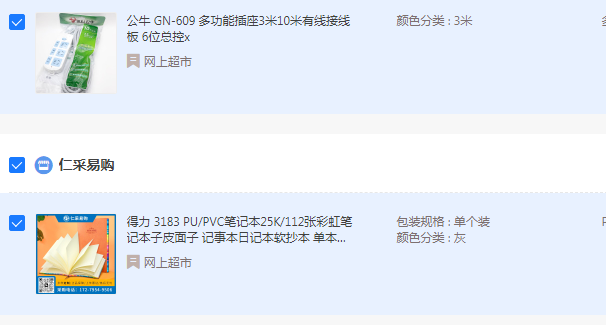 公牛 GN-609 多功能插座3米10米有线接线
板 6位总控x
颜色分类 : 3米
网上超市
仁采易购
得力 3183 PU/PVC笔记本25K/112张彩虹笔
记本子皮面子 记事本日记本软抄本 单本...
包装规格 : 单个装
颜色分类 : 灰
仁采易购
网上超市